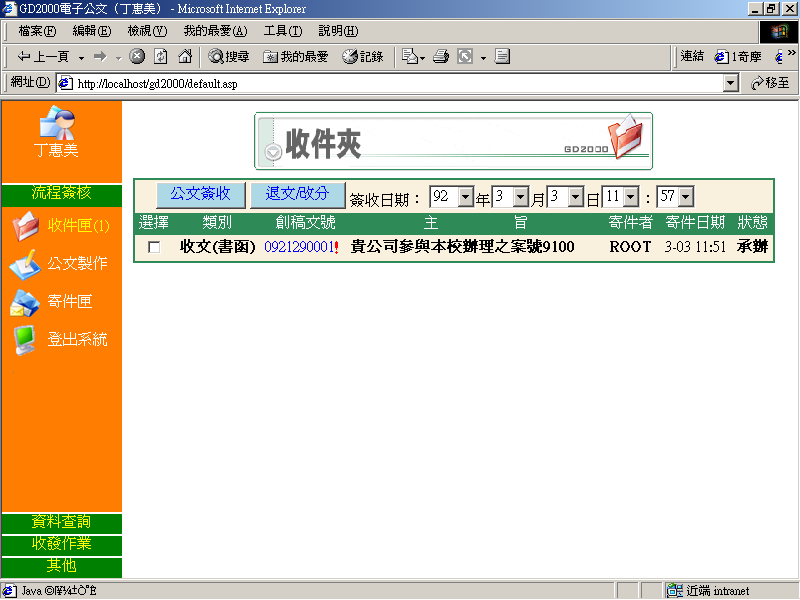 GD2000電子公文（丁惠美） - Microsoft Internet Explorer
檔案(F) 編輯(E) 檢視(V) 我的最愛(A) 工具(T) 說明(H)
上一頁 搜尋 我的最愛 記錄 連結 1奇摩 »
網址(D) http://localhost/gd2000/default.asp 移至
丁惠美
收件夾
GD2000
流程簽核
公文簽收 退文/改分 簽收日期： 92 年 3 月 3 日 11 : 57
選擇 類別 創稿文號 主 旨 寄件者 寄件日期 狀態
收文(書函) 0921290001! 貴公司參與本校辦理之案號9100 ROOT 3-03 11:51 承辦
收件匣(1)
公文製作
寄件匣
登出系統
資料查詢
收發作業
其他
近端 intranet